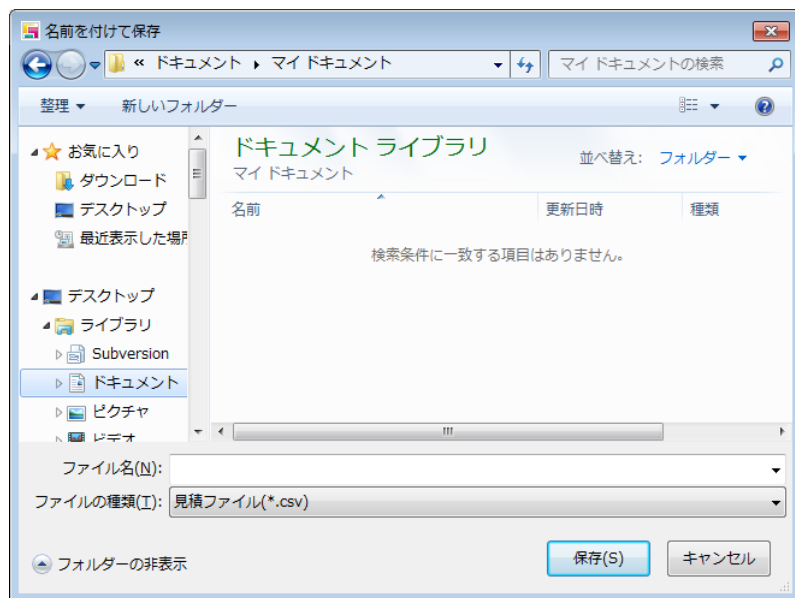 名前を付けて保存
« ドキュメント ▸ マイ ドキュメント
マイ ドキュメントの検索
整理 ▼ 新しいフォルダー
お気に入り
ダウンロード
デスクトップ
最近表示した場所
デスクトップ
ライブラリ
Subversion
ドキュメント
ピクチャ
ビデオ
ドキュメント ライブラリ
マイ ドキュメント
並べ替え: フォルダー ▼
名前 更新日時 種類
検索条件に一致する項目はありません。
ファイル名(N):
ファイルの種類(T): 見積ファイル(*.csv)
フォルダーの非表示
保存(S) キャンセル